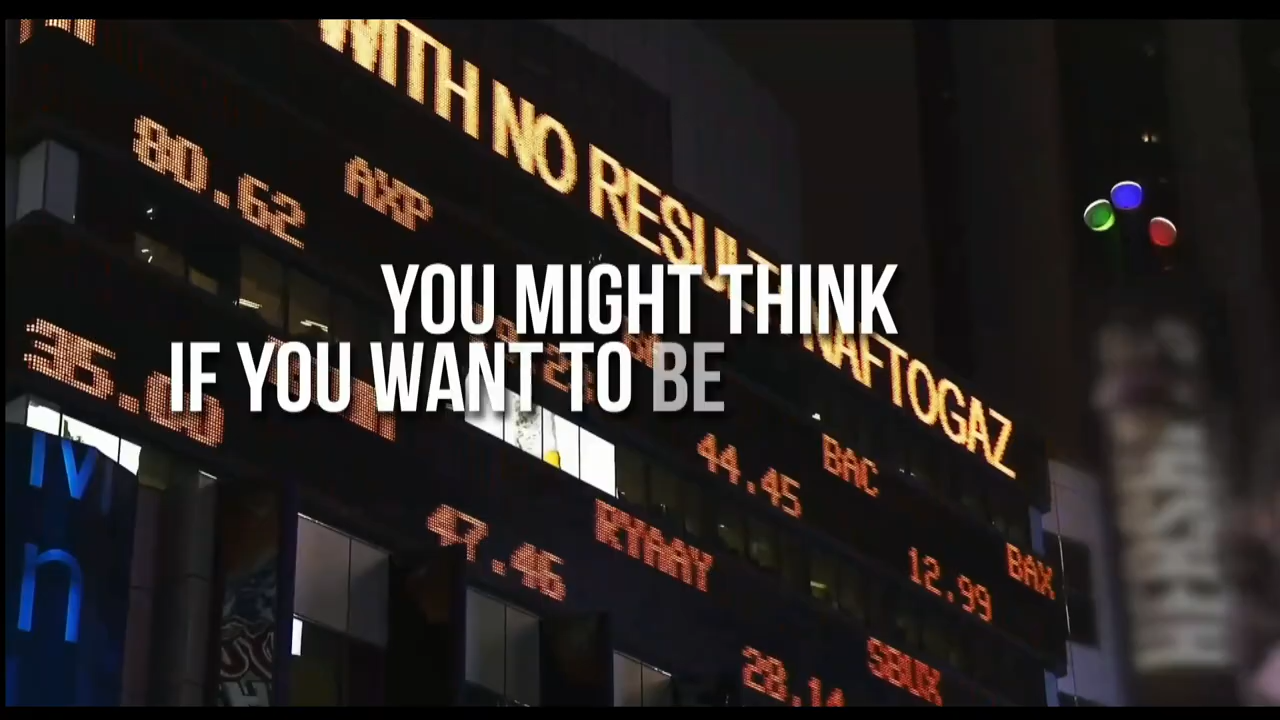 WITH NO RESULT NAFTOGAZ
80.62 AXP
YOU MIGHT THINK
IF YOU WANT TO BE
44.45 BAC
47.46 RYAAY
12.99 BAX
28.14 SBUX
n